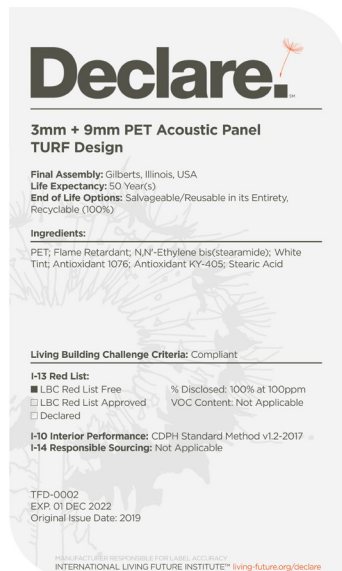 Declare. SM
3mm + 9mm PET Acoustic Panel
TURF Design
Final Assembly: Gilberts, Illinois, USA
Life Expectancy: 50 Year(s)
End of Life Options: Salvageable/Reusable in its Entirety,
Recyclable (100%)
Ingredients:
PET; Flame Retardant; N,N'-Ethylene bis(stearamide); White
Tint; Antioxidant 1076; Antioxidant KY-405; Stearic Acid
Living Building Challenge Criteria: Compliant
I-13 Red List:
■ LBC Red List Free % Disclosed: 100% at 100ppm
□ LBC Red List Approved VOC Content: Not Applicable
□ Declared
I-10 Interior Performance: CDPH Standard Method v1.2-2017
I-14 Responsible Sourcing: Not Applicable
TFD-0002
EXP. 01 DEC 2022
Original Issue Date: 2019
MANUFACTURER RESPONSIBLE FOR LABEL ACCURACY
INTERNATIONAL LIVING FUTURE INSTITUTE™ living-future.org/declare